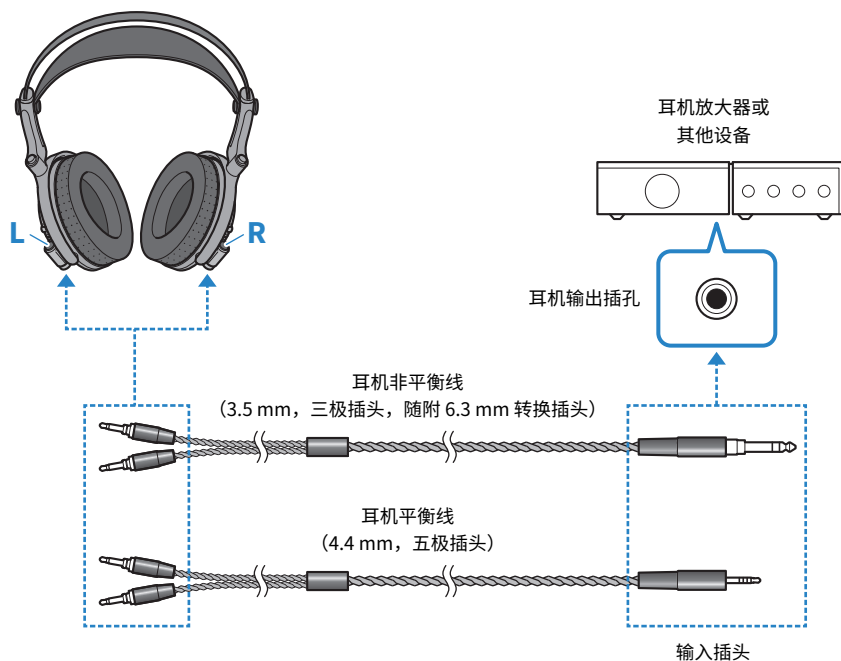 耳机放大器或
其他设备
L
R
耳机输出插孔
耳机非平衡线
（3.5 mm，三极插头，随附 6.3 mm 转换插头）
耳机平衡线
（4.4 mm，五极插头）
输入插头